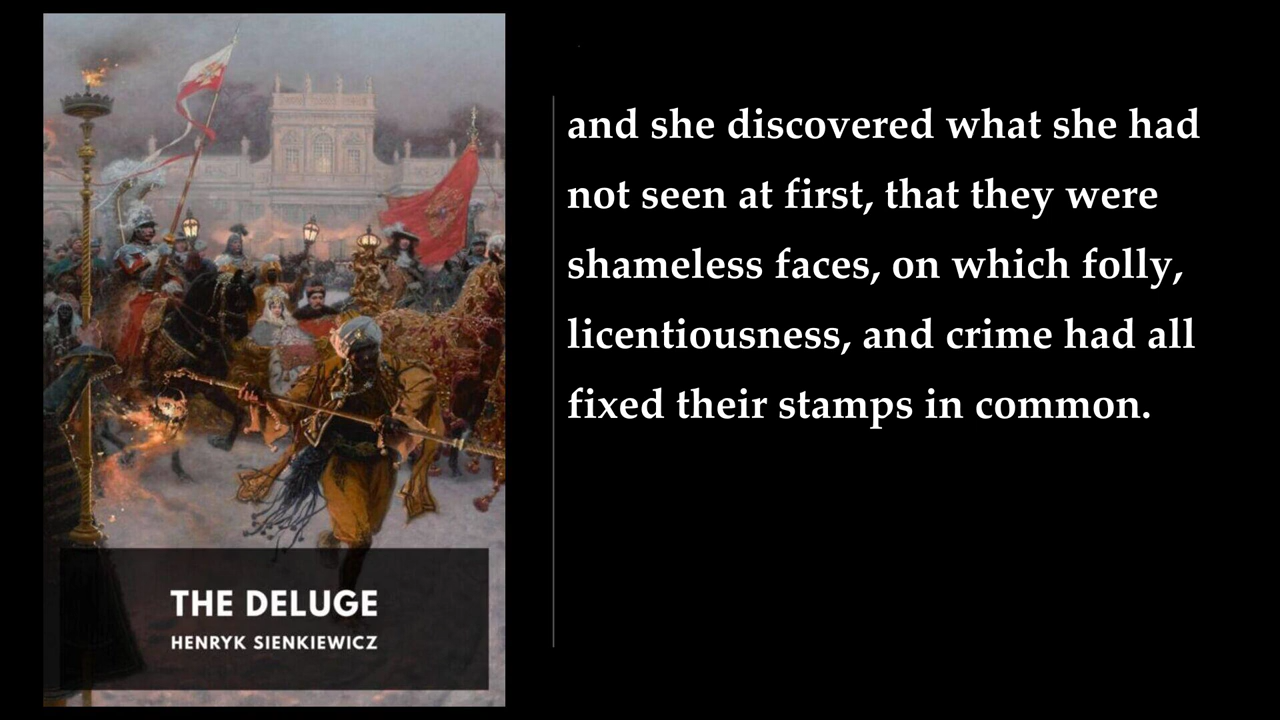 and she discovered what she had
not seen at first, that they were
shameless faces, on which folly,
licentiousness, and crime had all
fixed their stamps in common.
THE DELUGE
HENRYK SIENKIEWICZ